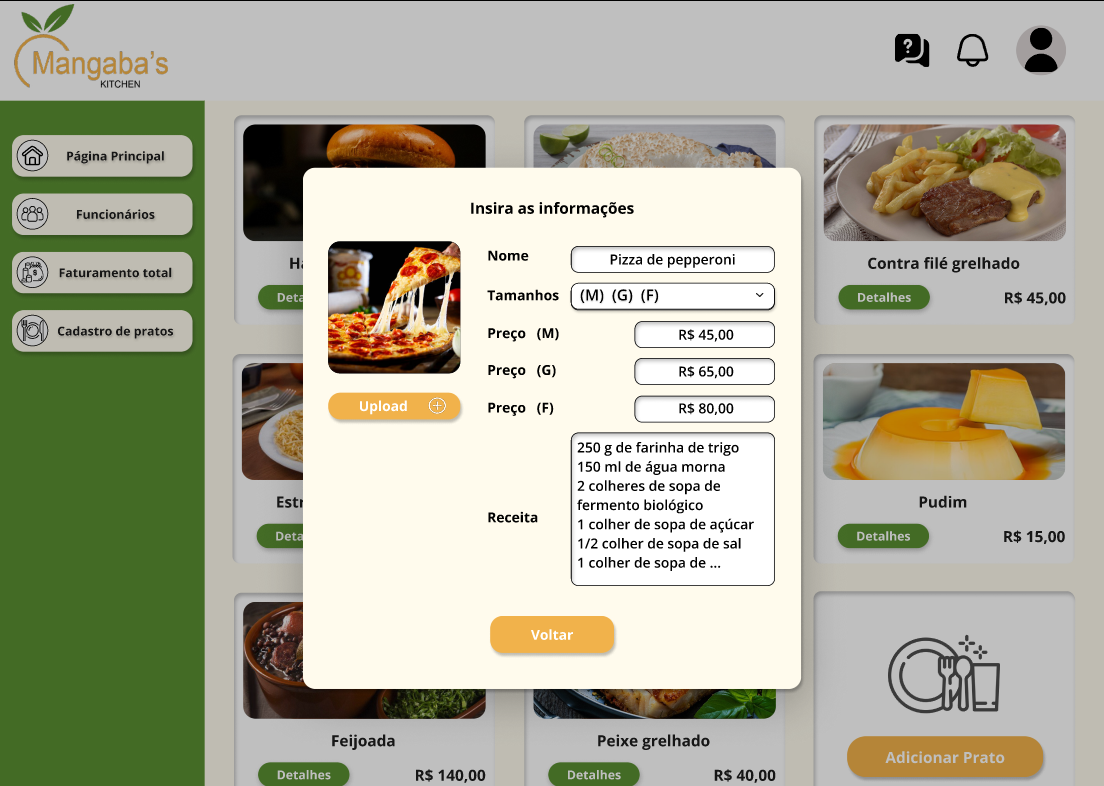 Mangaba's
KITCHEN
Página Principal
Funcionários
Faturamento total
Cadastro de pratos
Contra filé grelhado
Detalhes
R$ 45,00
Insira as informações
Nome
Pizza de pepperoni
Tamanhos
(M) (G) (F)
Preço (M)
R$ 45,00
Preço (G)
R$ 65,00
Preço (F)
R$ 80,00
Upload
Receita
250 g de farinha de trigo
150 ml de água morna
2 colheres de sopa de
fermento biológico
1 colher de sopa de açúcar
1/2 colher de sopa de sal
1 colher de sopa de ...
Voltar
Pudim
Detalhes
R$ 15,00
Feijoada
Detalhes
R$ 140,00
Peixe grelhado
Detalhes
R$ 40,00
Adicionar Prato